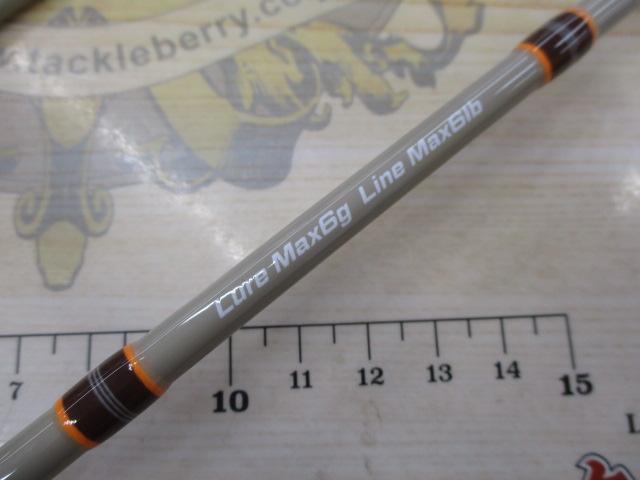 .tackleberry.co
Lure Max6g Line Max6lb
7 10 11 12 13 14 15
L